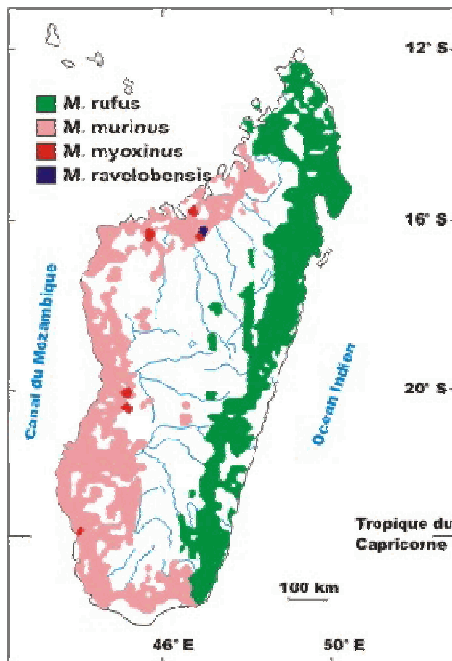 12° S
M. rufus
M. murinus
M. myoxinus
M. ravelobensis
16° S
Canal du Mozambique
20° S
Ocean Indien
Tropique du
Capricorne
100 km
46° E
50° E